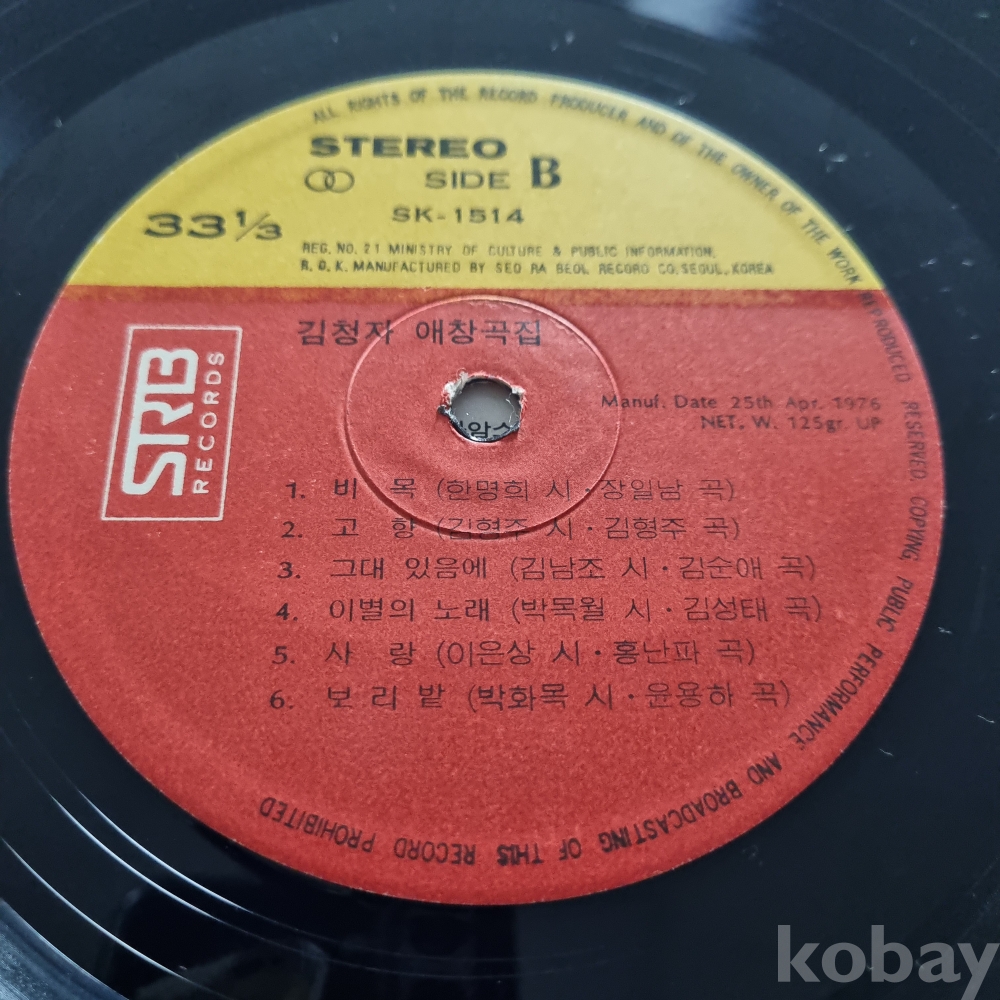 ALL RIGHTS OF THE RECORD PRODUCER AND OF THE OWNER OF THE WORK REPRODUCED RESERVED. COPYING, PUBLIC PERFORMANCE AND BROADCASTING OF THIS RECORD PROHIBITED
STEREO
SIDE B
33 1/3
SK-1514
REG. NO. 21 MINISTRY OF CULTURE & PUBLIC INFORMATION,
R.O.K. MANUFACTURED BY SEO RA BEOL RECORD CO. SEOUL, KOREA
SRB RECORDS
김청자 애창곡집
Manuf. Date 25th Apr. 1976
NET. W. 125gr. UP
1. 비 목 (한명희 시·장일남 곡)
2. 고 향 (김형주 시·김형주 곡)
3. 그대 있음에 (김남조 시·김순애 곡)
4. 이별의 노래 (박목월 시·김성태 곡)
5. 사 랑 (이은상 시·홍난파 곡)
6. 보리밭 (박화목 시·윤용하 곡)
kobay